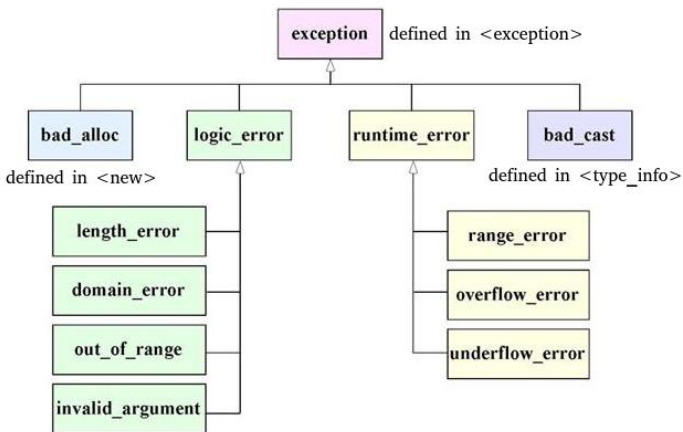 exception defined in <exception>
bad_alloc logic_error runtime_error bad_cast
defined in <new> defined in <type_info>
length_error range_error
domain_error overflow_error
out_of_range underflow_error
invalid_argument